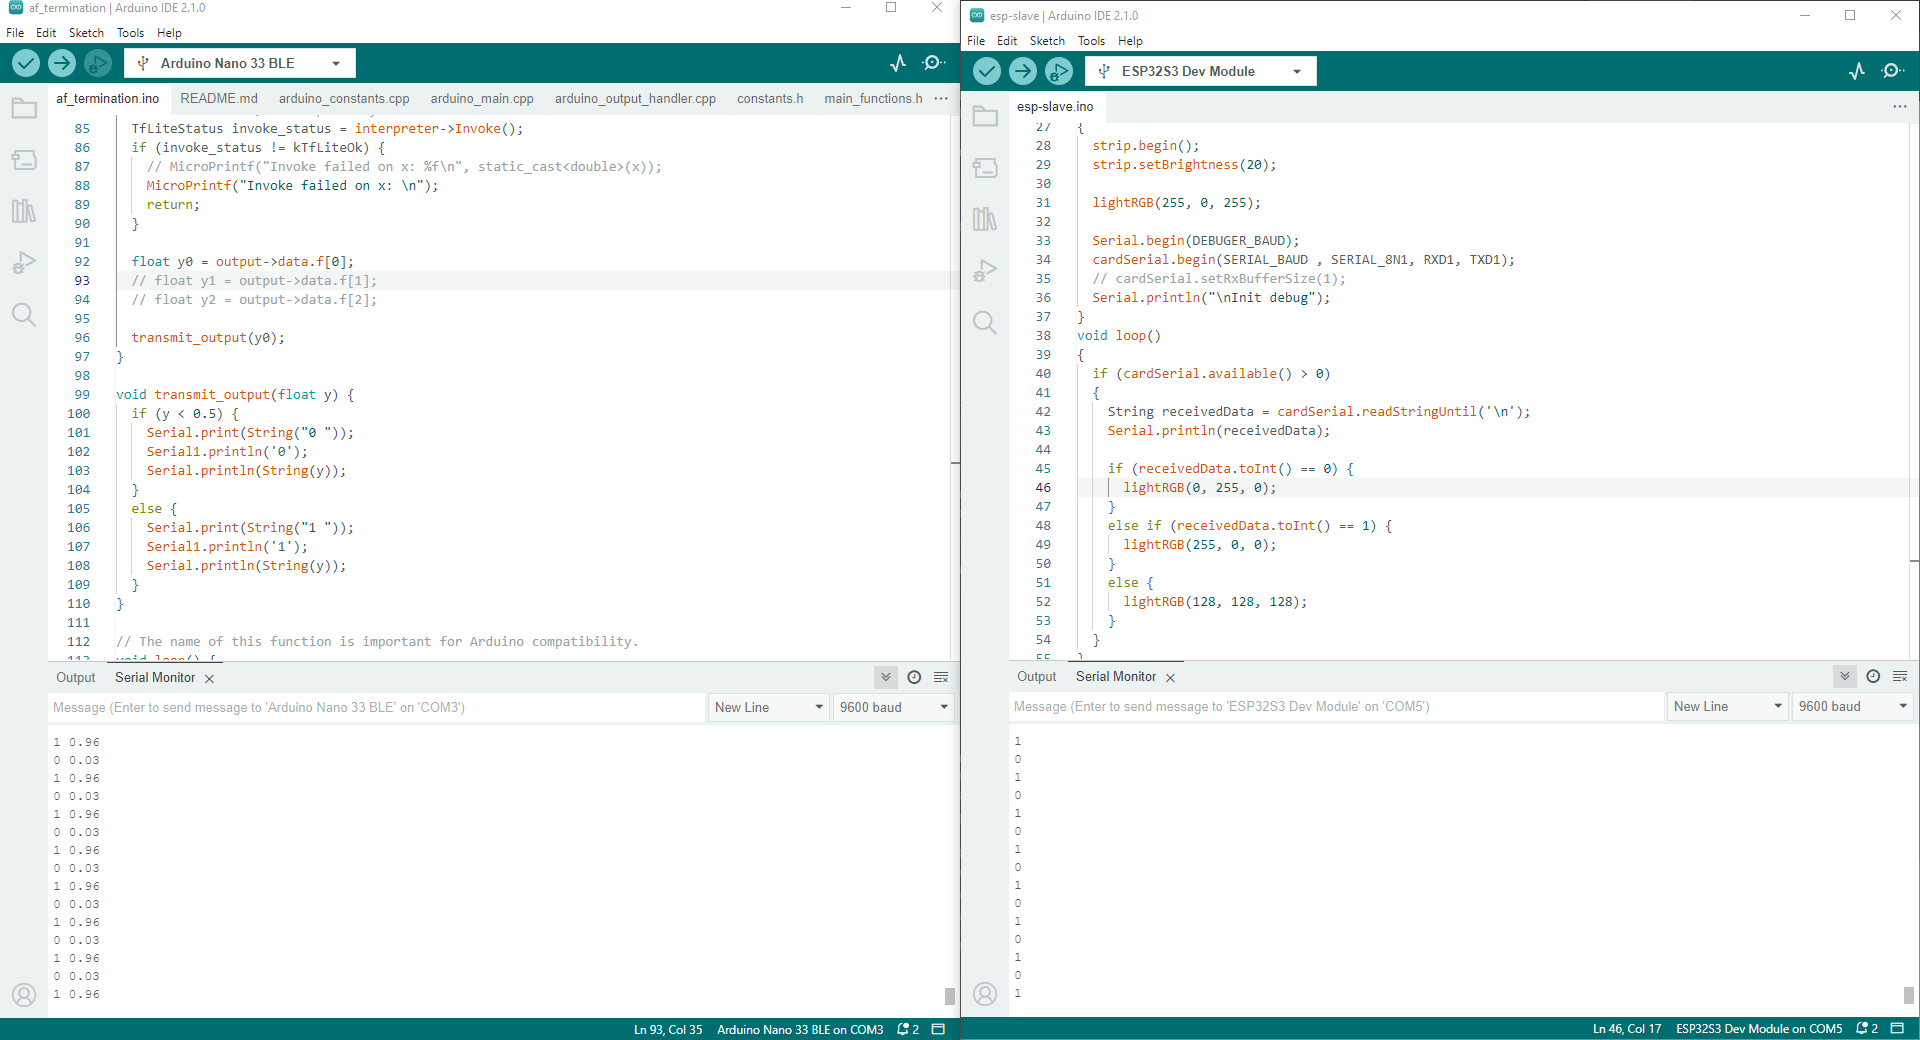 af_termination | Arduino IDE 2.1.0
File Edit Sketch Tools Help
Arduino Nano 33 BLE
af_termination.ino README.md arduino_constants.cpp arduino_main.cpp arduino_output_handler.cpp constants.h main_functions.h ...
85 TfLiteStatus invoke_status = interpreter->Invoke();
86 if (invoke_status != kTfLiteOk) {
87 // MicroPrintf("Invoke failed on x: %f\n", static_cast<double>(x));
88 MicroPrintf("Invoke failed on x: \n");
89 return;
90 }
91
92 float y0 = output->data.f[0];
93 // float y1 = output->data.f[1];
94 // float y2 = output->data.f[2];
95
96 transmit_output(y0);
97 }
98
99 void transmit_output(float y) {
100 if (y < 0.5) {
101 Serial.print(String("0 "));
102 Serial1.println('0');
103 Serial.println(String(y));
104 }
105 else {
106 Serial.print(String("1 "));
107 Serial1.println('1');
108 Serial.println(String(y));
109 }
110 }
111
112 // The name of this function is important for Arduino compatibility.
113 void loop() {
Output Serial Monitor
Message (Enter to send message to 'Arduino Nano 33 BLE' on 'COM3') New Line 9600 baud
1 0.96
0 0.03
1 0.96
0 0.03
1 0.96
0 0.03
1 0.96
0 0.03
1 0.96
0 0.03
1 0.96
0 0.03
1 0.96
0 0.03
1 0.96
Ln 93, Col 35 Arduino Nano 33 BLE on COM3 2
esp-slave | Arduino IDE 2.1.0
File Edit Sketch Tools Help
ESP32S3 Dev Module
esp-slave.ino ...
27 {
28 strip.begin();
29 strip.setBrightness(20);
30
31 lightRGB(255, 0, 255);
32
33 Serial.begin(DEBUGER_BAUD);
34 cardSerial.begin(SERIAL_BAUD , SERIAL_8N1, RXD1, TXD1);
35 // cardSerial.setRxBufferSize(1);
36 Serial.println("\nInit debug");
37 }
38 void loop()
39 {
40 if (cardSerial.available() > 0)
41 {
42 String receivedData = cardSerial.readStringUntil('\n');
43 Serial.println(receivedData);
44
45 if (receivedData.toInt() == 0) {
46 lightRGB(0, 255, 0);
47 }
48 else if (receivedData.toInt() == 1) {
49 lightRGB(255, 0, 0);
50 }
51 else {
52 lightRGB(128, 128, 128);
53 }
54 }
55 }
Output Serial Monitor
Message (Enter to send message to 'ESP32S3 Dev Module' on 'COM5') New Line 9600 baud
1
0
1
0
1
0
1
0
1
0
1
0
1
0
1
Ln 46, Col 17 ESP32S3 Dev Module on COM5 2